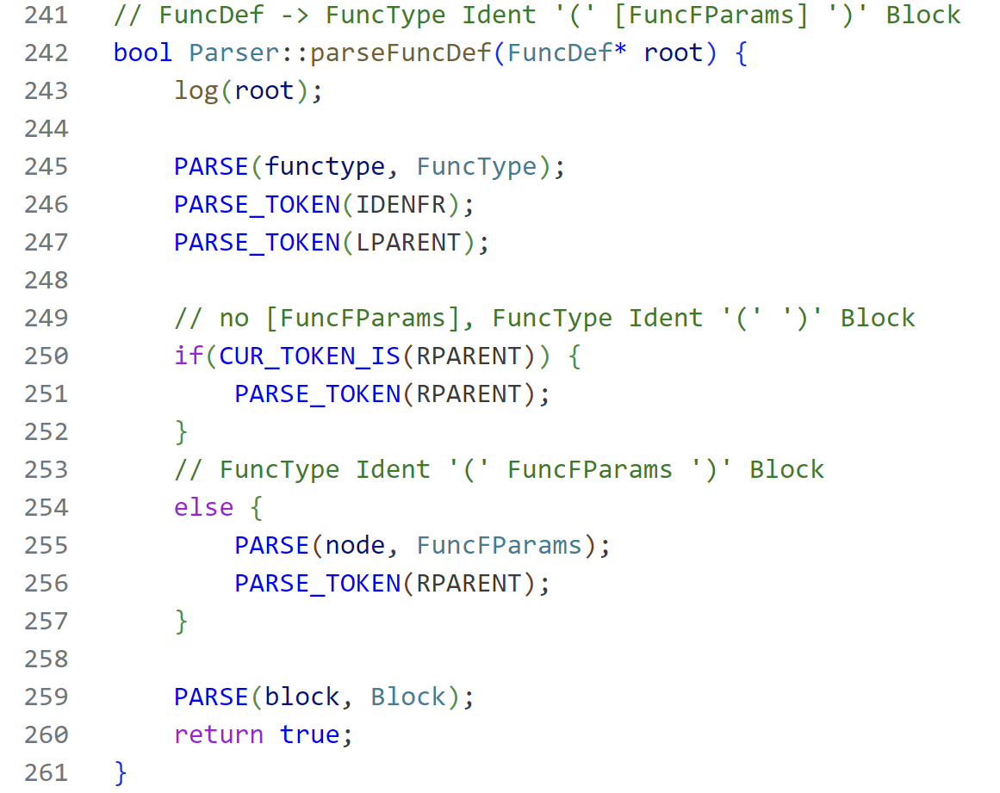 241 // FuncDef -> FuncType Ident '(' [FuncFParams] ')' Block
242 bool Parser::parseFuncDef(FuncDef* root) {
243     log(root);
244
245     PARSE(functype, FuncType);
246     PARSE_TOKEN(IDENFR);
247     PARSE_TOKEN(LPARENT);
248
249     // no [FuncFParams], FuncType Ident '(' ')' Block
250     if(CUR_TOKEN_IS(RPARENT)) {
251         PARSE_TOKEN(RPARENT);
252     }
253     // FuncType Ident '(' FuncFParams ')' Block
254     else {
255         PARSE(node, FuncFParams);
256         PARSE_TOKEN(RPARENT);
257     }
258
259     PARSE(block, Block);
260     return true;
261 }